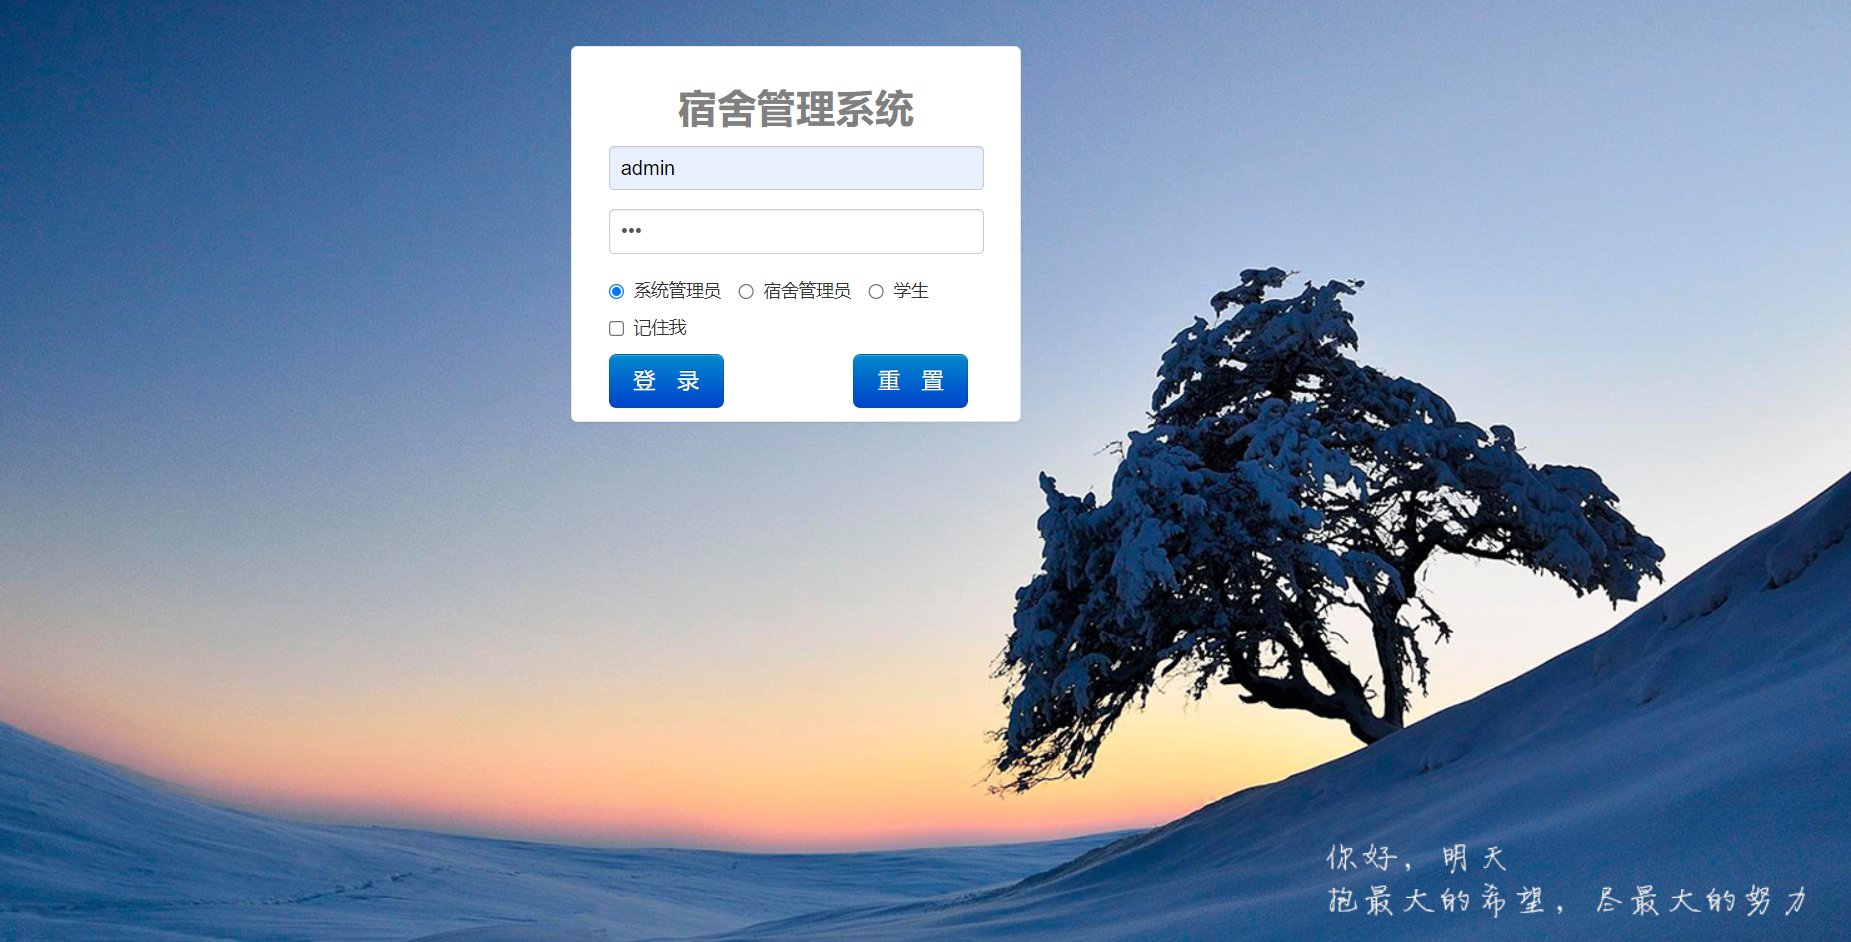 宿舍管理系统
admin
•••
系统管理员 宿舍管理员 学生
记住我
登 录 重 置
你好，明天
抱最大的希望，尽最大的努力